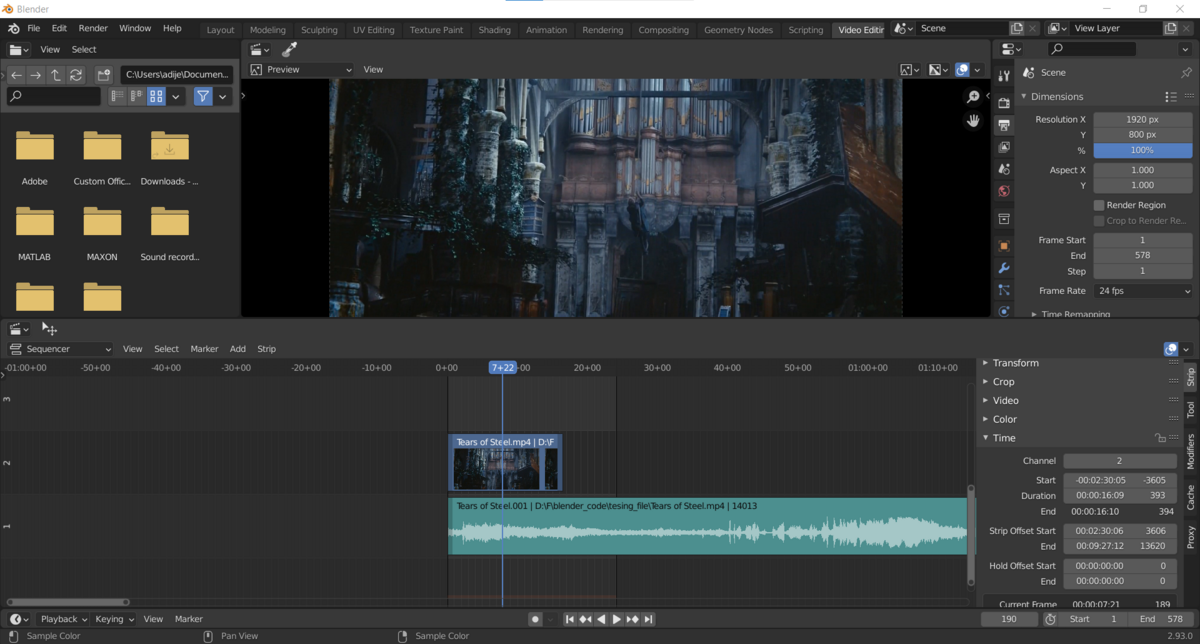 Blender
File Edit Render Window Help
Layout Modeling Sculpting UV Editing Texture Paint Shading Animation Rendering Compositing Geometry Nodes Scripting Video Editin
Scene
View Layer
View Select
Preview View
C:\Users\adije\Documen...
Adobe Custom Offic... Downloads - ...
MATLAB MAXON Sound record...
Scene
Dimensions
Resolution X 1920 px
Y 800 px
% 100%
Aspect X 1.000
Y 1.000
Render Region
Crop to Render Re...
Frame Start 1
End 578
Step 1
Frame Rate 24 fps
Time Remapping
Sequencer View Select Marker Add Strip
-01:00+00 -50+00 -40+00 -30+00 -20+00 -10+00 0+00 7+22 +00 20+00 30+00 40+00 50+00 01:00+00 01:10+00
3
2
1
Tears of Steel.mp4 | D:\F
Tears of Steel.001 | D:\F\blender_code\tesing_file\Tears of Steel.mp4 | 14013
Transform
Crop
Video
Color
Time
Channel 2
Start -00:02:30:05 -3605
Duration 00:00:16:09 393
End 00:00:16:10 394
Strip Offset Start 00:02:30:06 3606
End 00:09:27:12 13620
Hold Offset Start 00:00:00:00 0
End 00:00:00:00 0
Current Frame 00:00:07:21 189
Strip
Tool
Modifiers
Cache
Proxy
Playback Keying View Marker
190 Start 1 End 578
Sample Color Pan View Sample Color 2.93.0